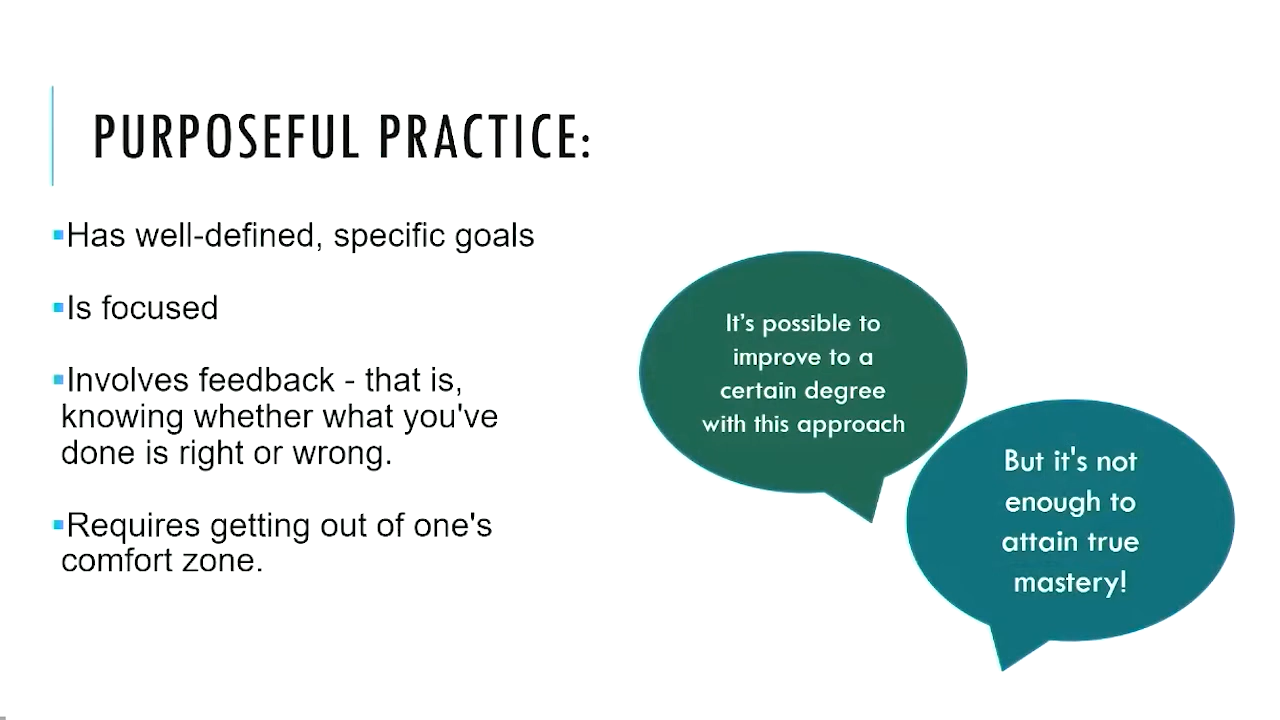 PURPOSEFUL PRACTICE:
▪Has well-defined, specific goals
▪Is focused
▪Involves feedback - that is,
knowing whether what you've
done is right or wrong.
▪Requires getting out of one's
comfort zone.
It's possible to
improve to a
certain degree
with this approach
But it's not
enough to
attain true
mastery!